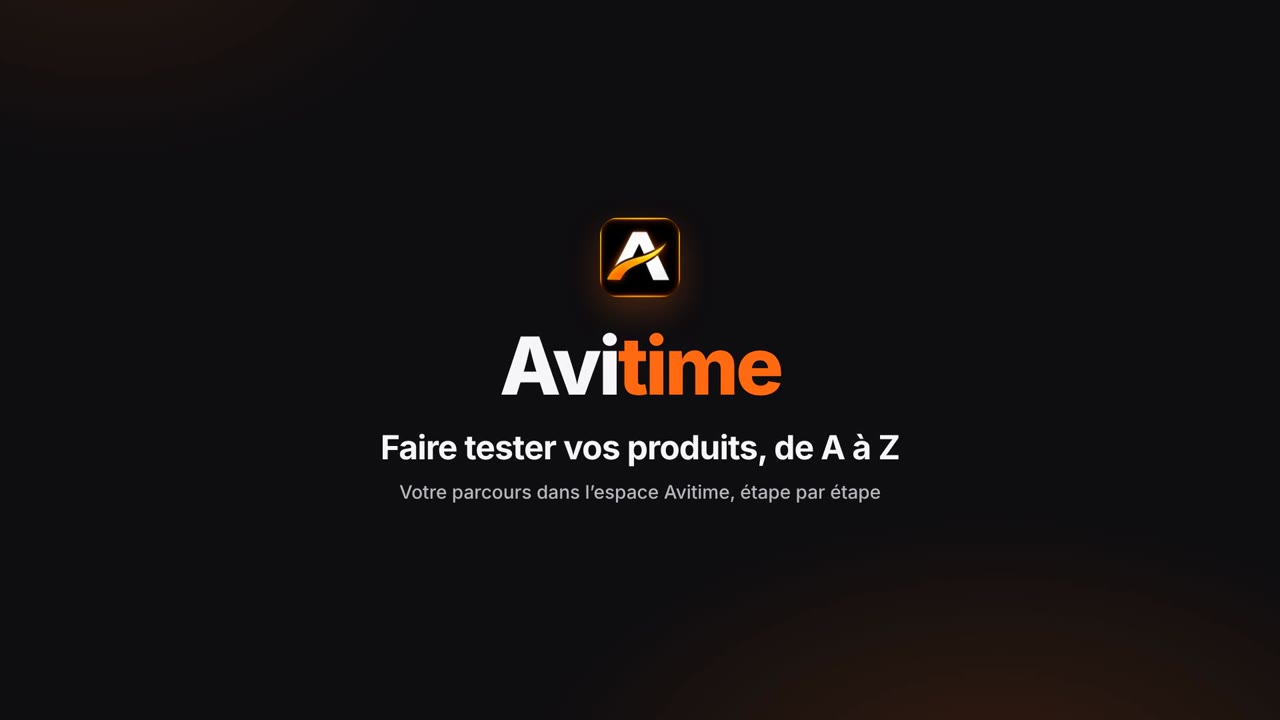 A
Avitime
Faire tester vos produits, de A à Z
Votre parcours dans l’espace Avitime, étape par étape